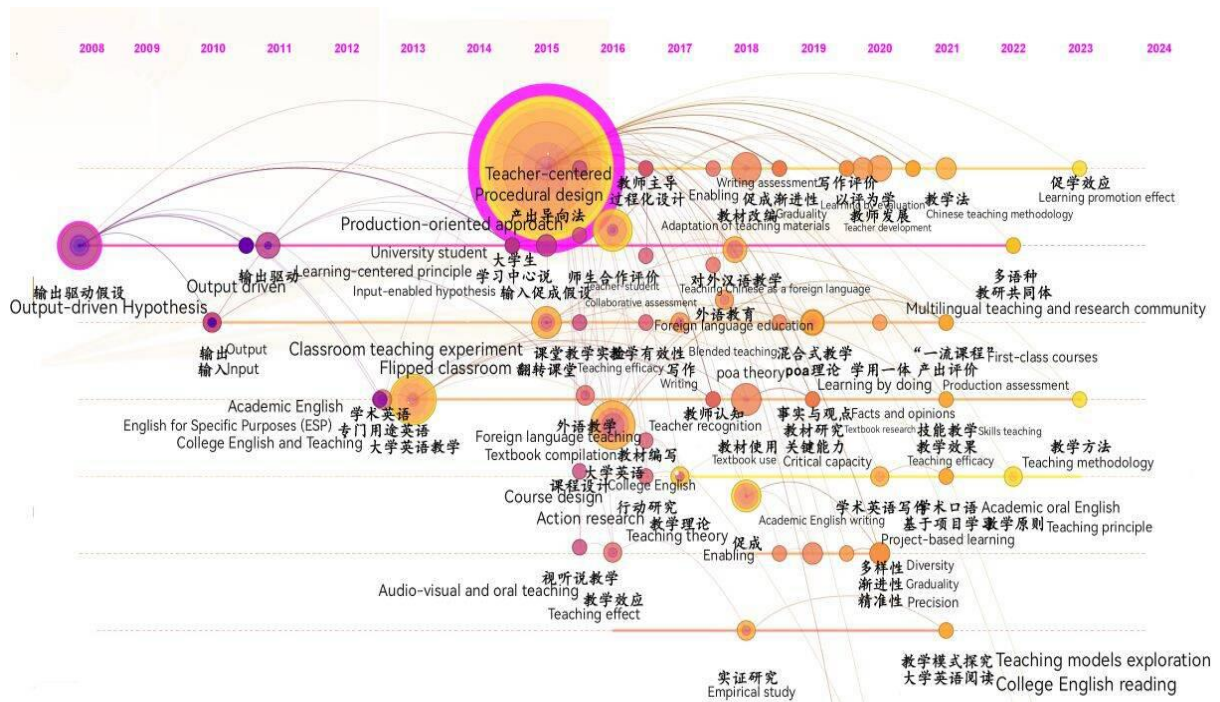 2008 2009 2010 2011 2012 2013 2014 2015 2016 2017 2018 2019 2020 2021 2022 2023 2024
Teacher-centered
Procedural design
产出导向法
Production-oriented approach
教师主导
过程化设计
Enabling
Writing assessment
写作评价
促成渐进性
Learning by evaluation
以评为学
教学法
教材改编
Graduality
教师发展
Chinese teaching methodology
Adaptation of teaching materials
Teacher development
促学效应
Learning promotion effect
University student
大学生
Learning-centered principle
学习中心说
Input-enabled hypothesis
输入促成假设
输出驱动
Output driven
输出驱动假设
Output-driven Hypothesis
师生合作评价
Teacher-student
Collaborative assessment
对外汉语教学
Teaching Chinese as a foreign language
外语教育
Foreign language education
多语种
教研共同体
Multilingual teaching and research community
输出
Output
输入
Input
Classroom teaching experiment
课堂教学实验
Flipped classroom
翻转课堂
教学有效性
Teaching efficacy
Blended teaching
混合式教学
写作
Writing
poa theory
poa理论
学用一体
产出评价
Learning by doing
Production assessment
“一流课程”
First-class courses
Academic English
学术英语
English for Specific Purposes (ESP)
专门用途英语
College English and Teaching
大学英语教学
外语教学
Foreign language teaching
Textbook compilation
教材编写
教师认知
Teacher recognition
事实与观点
Facts and opinions
教材研究
Textbook research
技能教学
Skills teaching
教材使用
Textbook use
关键能力
Critical capacity
教学效果
Teaching efficacy
教学方法
Teaching methodology
大学英语
课程设计
College English
Course design
行动研究
Action research
教学理论
Teaching theory
学术英语写作
Academic English writing
学术口语
Academic oral English
基于项目学习
教学原则
Teaching principle
Project-based learning
促成
Enabling
多样性
Diversity
渐进性
Graduality
精准性
Precision
视听说教学
Audio-visual and oral teaching
教学效应
Teaching effect
实证研究
Empirical study
教学模式探究
Teaching models exploration
大学英语阅读
College English reading